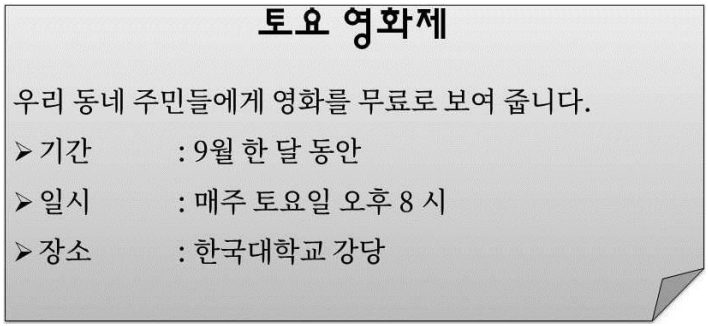 토요 영화제
우리 동네 주민들에게 영화를 무료로 보여 줍니다.
➢ 기간 : 9월 한 달 동안
➢ 일시 : 매주 토요일 오후 8 시
➢ 장소 : 한국대학교 강당